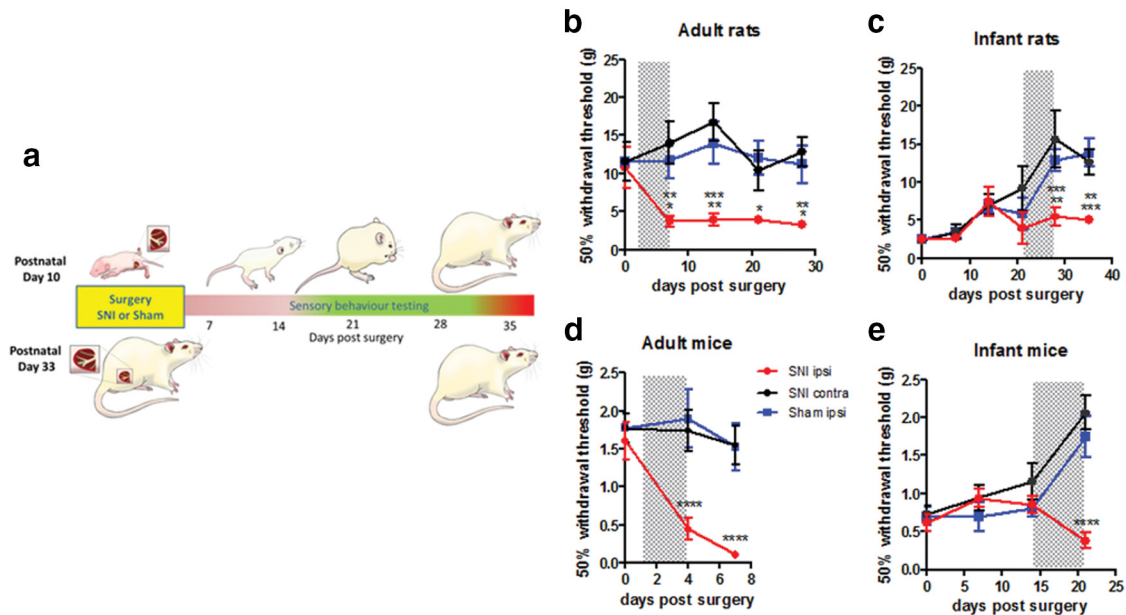 a
Postnatal
Day 10
Surgery
SNI or Sham
Sensory behaviour testing
7 14 21 28 35
Days post surgery
Postnatal
Day 33
b
Adult rats
50% withdrawal threshold (g)
25
20
15
10
5
0
**
*
***
**
*
**
*
0 10 20 30
days post surgery
c
Infant rats
50% withdrawal threshold (g)
25
20
15
10
5
0
***
**
**
***
0 10 20 30 40
days post surgery
d
Adult mice
50% withdrawal threshold (g)
2.5
2.0
1.5
1.0
0.5
0.0
****
****
0 2 4 6 8
days post surgery
SNI ipsi
SNI contra
Sham ipsi
e
Infant mice
50% withdrawal threshold (g)
2.5
2.0
1.5
1.0
0.5
0.0
****
0 5 10 15 20 25
days post surgery